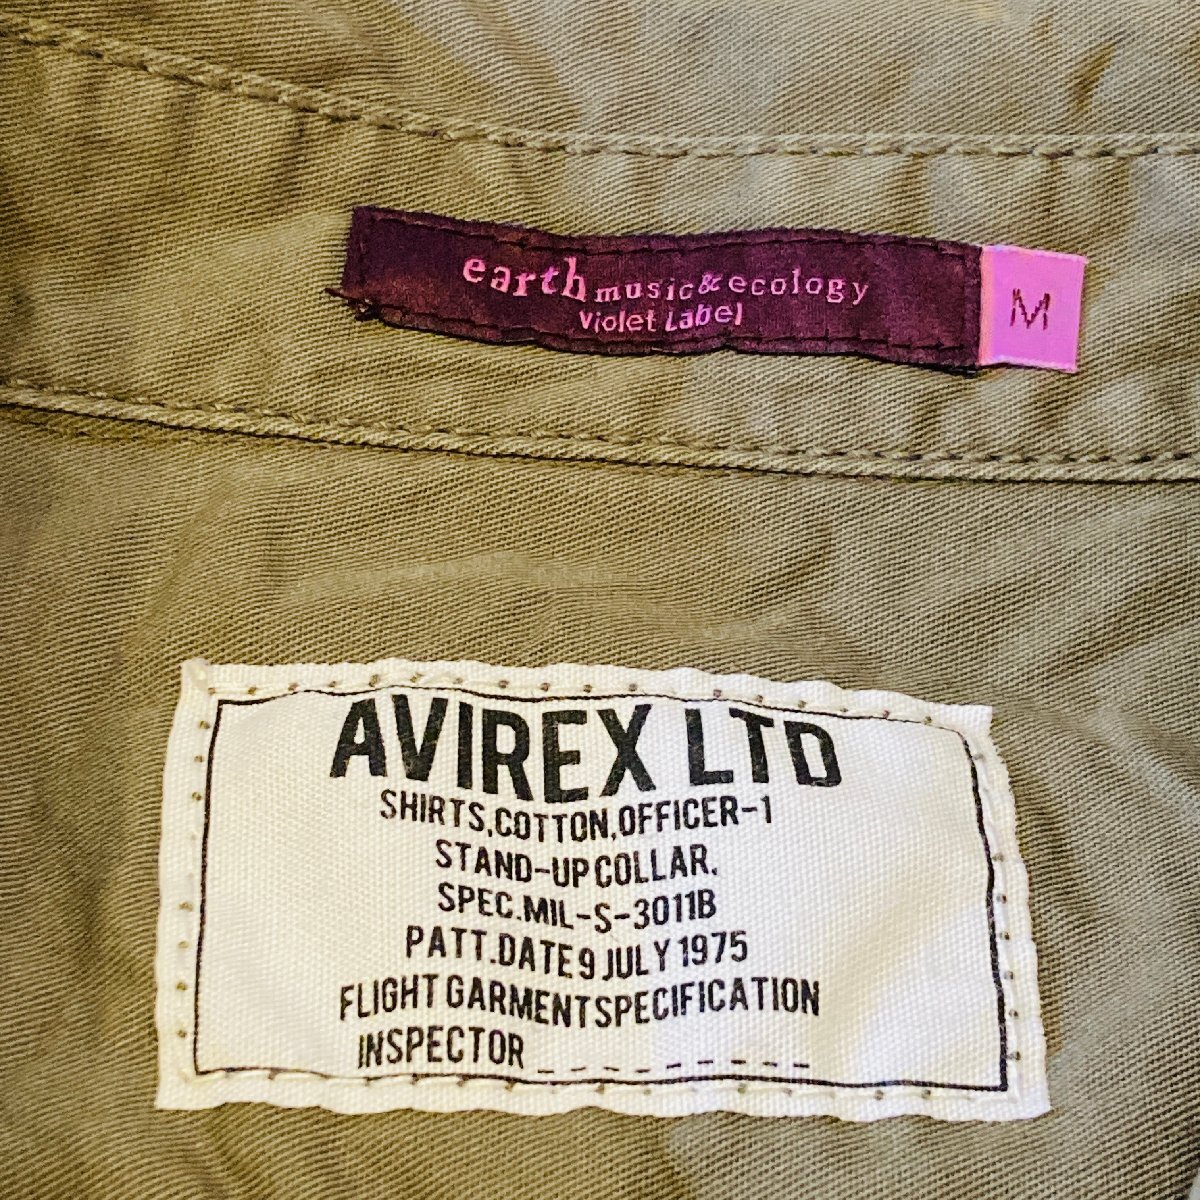 earth music&ecology
Violet Label
M
AVIREX LTD
SHIRTS,COTTON,OFFICER-1
STAND-UP COLLAR,
SPEC.MIL-S-3011B
PATT.DATE 9 JULY 1975
FLIGHT GARMENT SPECIFICATION
INSPECTOR _ _ _ _ _ _ _ _ _